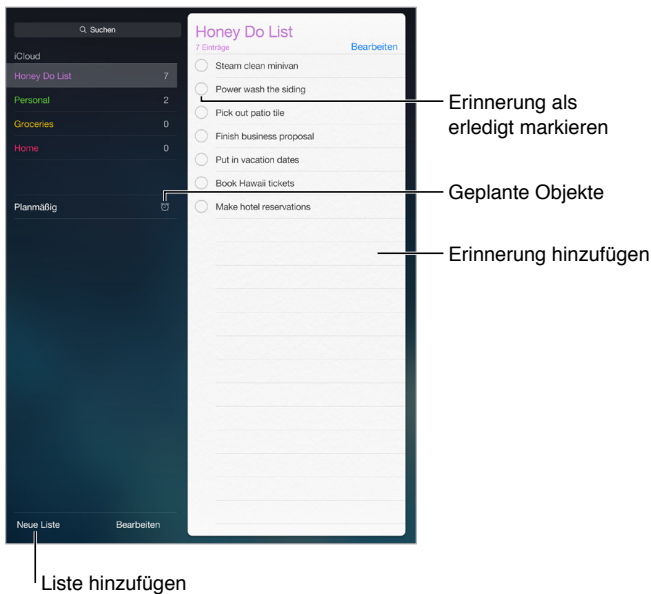 Suchen
iCloud
Honey Do List 7
Personal 2
Groceries 0
Home 0
Planmäßig
Neue Liste Bearbeiten
Honey Do List
7 Einträge Bearbeiten
Steam clean minivan
Power wash the siding
Pick out patio tile
Finish business proposal
Put in vacation dates
Book Hawaii tickets
Make hotel reservations
Erinnerung als
erledigt markieren
Geplante Objekte
Erinnerung hinzufügen
Liste hinzufügen